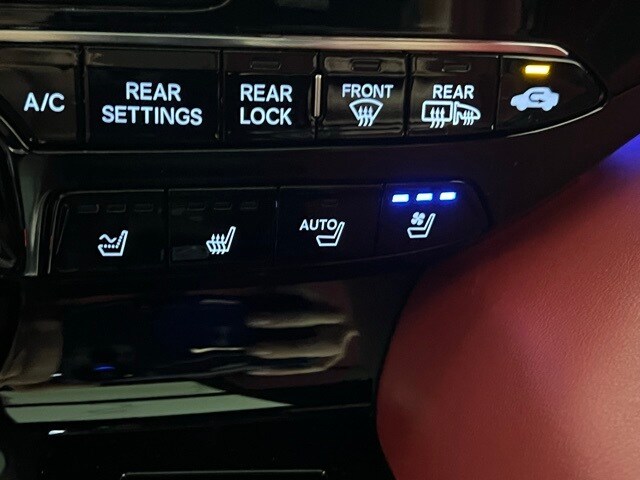 A/C
REAR
SETTINGS
REAR
LOCK
FRONT
REAR
AUTO